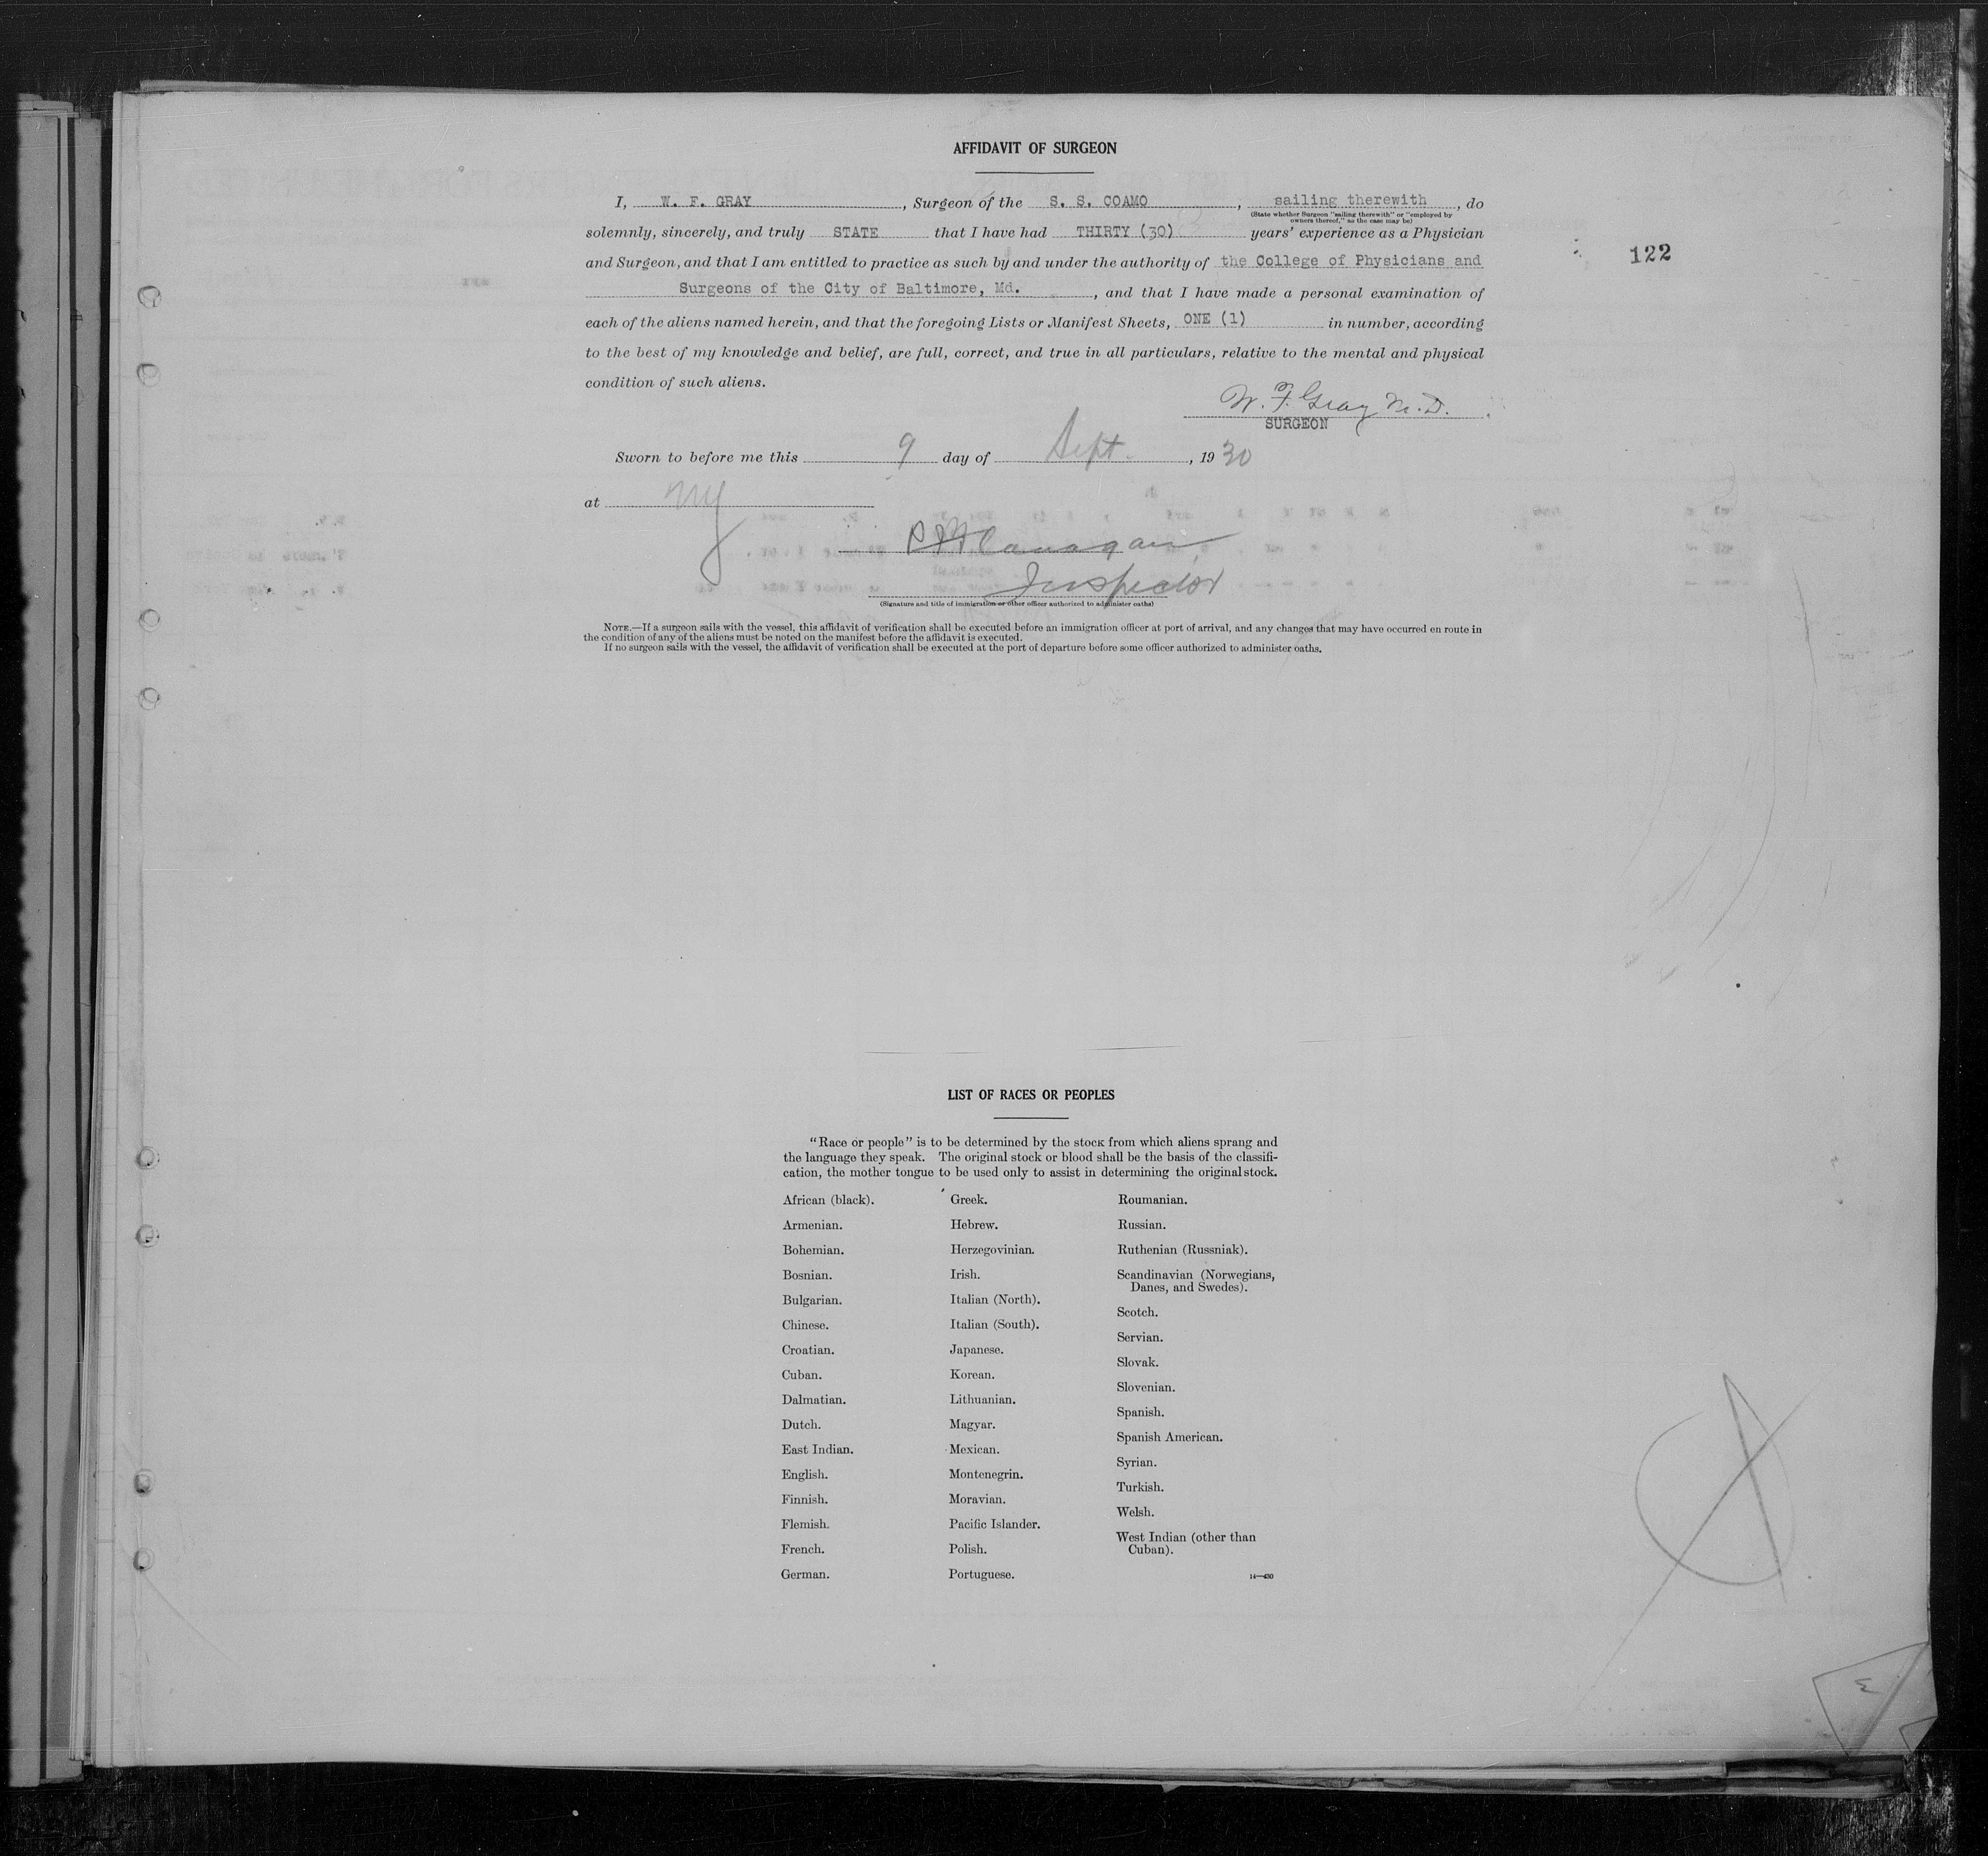 AFFIDAVIT OF SURGEON
I, W. F. GRAY, Surgeon of the S. S. COAMO, sailing therewith, do
(State whether Surgeon "sailing therewith" or "employed by
owners thereof," as the case may be)
solemnly, sincerely, and truly STATE that I have had THIRTY (30) years' experience as a Physician
122
and Surgeon, and that I am entitled to practice as such by and under the authority of the College of Physicians and
Surgeons of the City of Baltimore, Md., and that I have made a personal examination of
each of the aliens named herein, and that the foregoing Lists or Manifest Sheets, ONE (1) in number, according
to the best of my knowledge and belief, are full, correct, and true in all particulars, relative to the mental and physical
condition of such aliens.
W. F. Gray M. D.
SURGEON
Sworn to before me this 9 day of Sept., 1930
at NY
Flanagan
Inspector
(Signature and title of immigration or other officer authorized to administer oaths)
NOTE.—If a surgeon sails with the vessel, this affidavit of verification shall be executed before an immigration officer at port of arrival, and any changes that may have occurred en route in
the condition of any of the aliens must be noted on the manifest before the affidavit is executed.
If no surgeon sails with the vessel, the affidavit of verification shall be executed at the port of departure before some officer authorized to administer oaths.
LIST OF RACES OR PEOPLES
"Race or people" is to be determined by the stock from which aliens sprang and
the language they speak. The original stock or blood shall be the basis of the classifi-
cation, the mother tongue to be used only to assist in determining the original stock.
African (black).
Armenian.
Bohemian.
Bosnian.
Bulgarian.
Chinese.
Croatian.
Cuban.
Dalmatian.
Dutch.
East Indian.
English.
Finnish.
Flemish.
French.
German.
Greek.
Hebrew.
Herzegovinian.
Irish.
Italian (North).
Italian (South).
Japanese.
Korean.
Lithuanian.
Magyar.
Mexican.
Montenegrin.
Moravian.
Pacific Islander.
Polish.
Portuguese.
Roumanian.
Russian.
Ruthenian (Russniak).
Scandinavian (Norwegians,
Danes, and Swedes).
Scotch.
Servian.
Slovak.
Slovenian.
Spanish.
Spanish American.
Syrian.
Turkish.
Welsh.
West Indian (other than
Cuban).
14—430